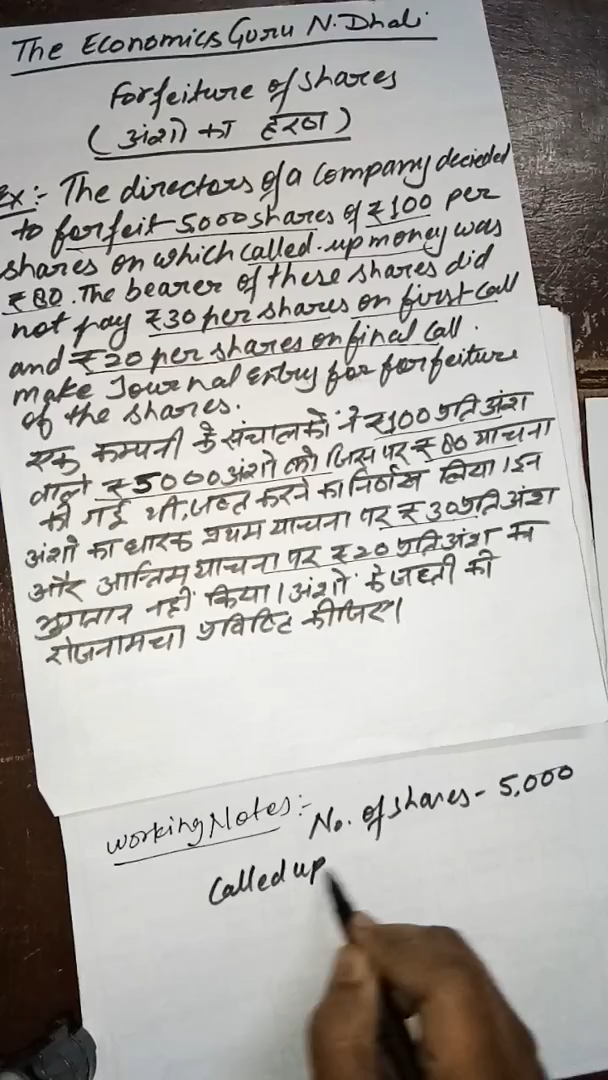 The Economics Guru N. Dhali
Forfeiture of shares
(अंशो का हरण)
Ex:- The directors of a company decieded
to forfeit 5000 shares of ₹100 per
shares on which called-up money was
₹80. The bearer of these shares did
not pay ₹30 per shares on first call
and ₹20 per shares on final call.
make Journal Entry for forfeiture
of the shares.
एक कम्पनी के संचालको ने ₹100 प्रति अंश
वाले ₹5000 अंशो को जिस पर ₹80 याचना
की गई थी, जब्त करने का निर्णय लिया। इन
अंशो का धारक प्रथम याचना पर ₹30 प्रति अंश
और अन्तिम याचना पर ₹20 प्रति अंश का
भुगतान नहीं किया। अंशो के जब्ती की
रोजनामचा प्रविष्टि कीजिए।
Working Notes:- No. of shares - 5,000
Called up